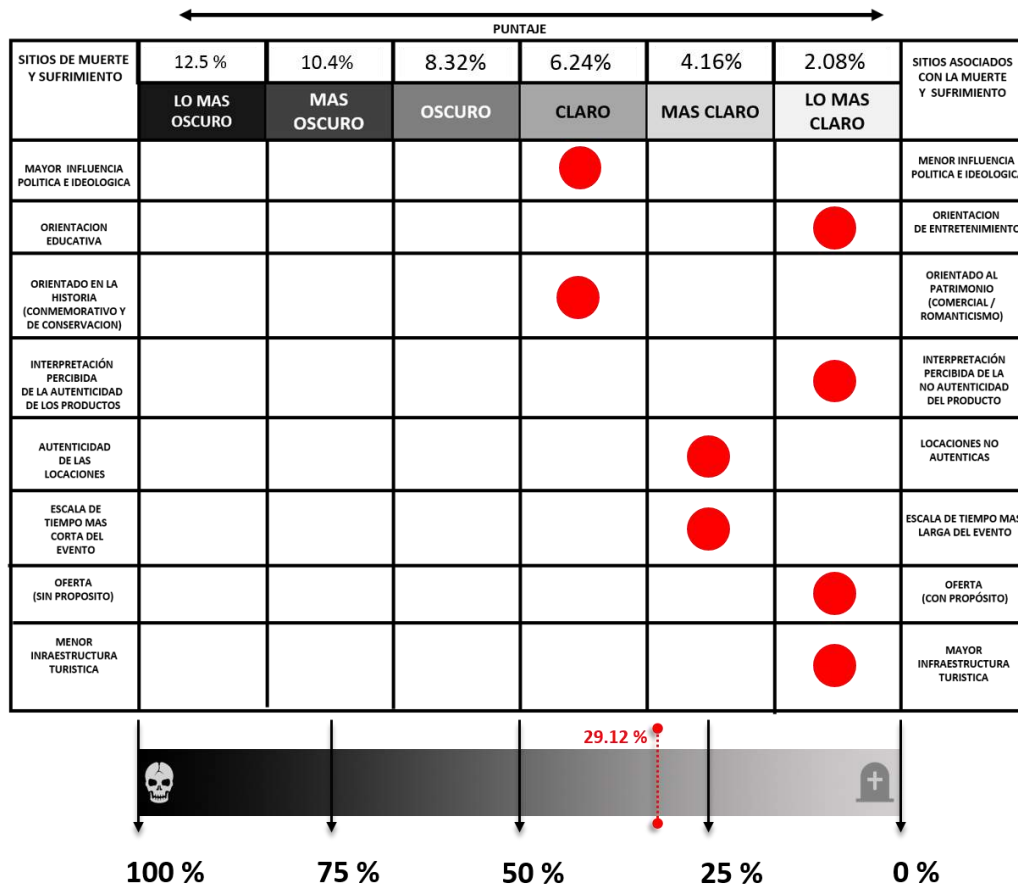 PUNTAJE
SITIOS DE MUERTE
Y SUFRIMIENTO
12.5 %
10.4%
8.32%
6.24%
4.16%
2.08%
SITIOS ASOCIADOS
CON LA MUERTE
Y SUFRIMIENTO
LO MAS
OSCURO
MAS
OSCURO
OSCURO
CLARO
MAS CLARO
LO MAS
CLARO
MAYOR INFLUENCIA
POLITICA E IDEOLOGICA
MENOR INFLUENCIA
POLITICA E IDEOLOGICA
ORIENTACION
EDUCATIVA
ORIENTACION
DE ENTRETENIMIENTO
ORIENTADO EN LA
HISTORIA
(CONMEMORATIVO Y
DE CONSERVACION)
ORIENTADO AL
PATRIMONIO
(COMERCIAL /
ROMANTICISMO)
INTERPRETACIÓN
PERCIBIDA
DE LA AUTENTICIDAD
DE LOS PRODUCTOS
INTERPRETACIÓN
PERCIBIDA DE LA
NO AUTENTICIDAD
DEL PRODUCTO
AUTENTICIDAD
DE LAS
LOCACIONES
LOCACIONES NO
AUTENTICAS
ESCALA DE
TIEMPO MAS
CORTA DEL
EVENTO
ESCALA DE TIEMPO MAS
LARGA DEL EVENTO
OFERTA
(SIN PROPOSITO)
OFERTA
(CON PROPÓSITO)
MENOR
INRAESTRUCTURA
TURISTICA
MAYOR
INFRAESTRUCTURA
TURISTICA
29.12 %
100 %
75 %
50 %
25 %
0 %